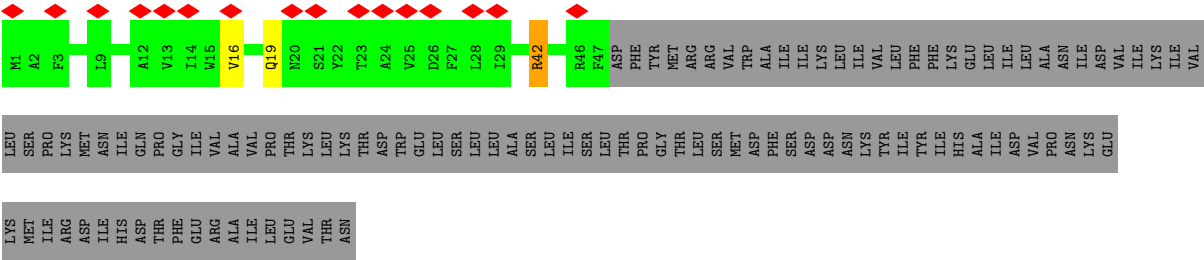 M1 A2 F3 L9 A12 V13 I14 W15 V16 Q19 N20 S21 Y22 T23 A24 V25 D26 F27 L28 I29 R42 R46 F47 ASP PHE TYR MET ARG ARG VAL TRP ALA ILE ILE LYS LEU ILE VAL LEU PHE PHE LYS GLU LEU ILE LEU ALA ASN ILE ASP VAL ILE LYS ILE VAL
LEU SER PRO LYS MET ASN ILE GLN PRO GLY ILE VAL ALA VAL PRO THR LYS LEU LYS THR ASP TRP GLU LEU SER LEU LEU ALA SER LEU ILE SER LEU THR PRO GLY THR LEU SER MET ASP PHE SER ASP ASP ASN LYS TYR ILE TYR ILE HIS ALA ILE ASP VAL PRO ASN LYS GLU
LYS MET ILE ARG ASP ILE HIS ASP THR PHE GLU ARG ALA ILE LEU GLU VAL THR ASN